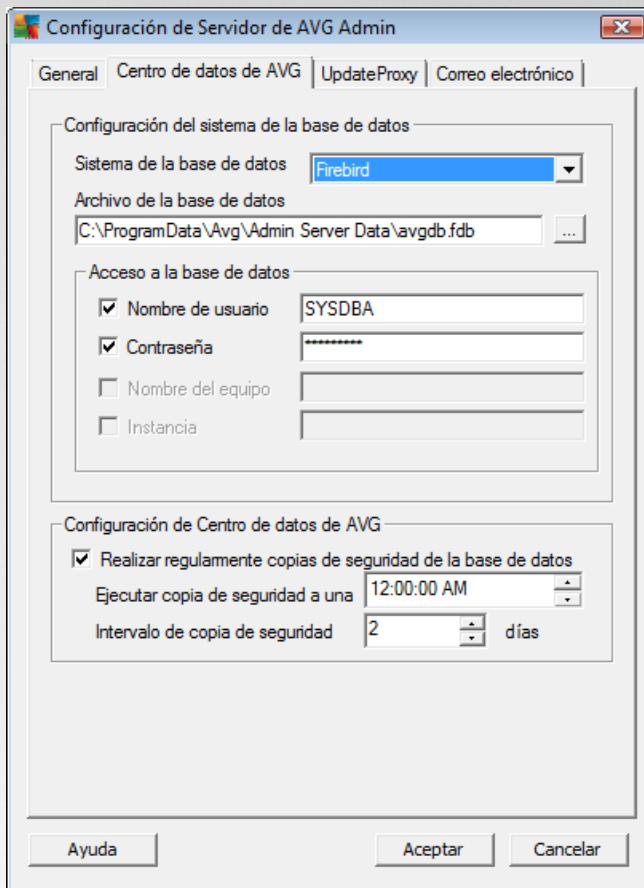 Configuración de Servidor de AVG Admin
General Centro de datos de AVG UpdateProxy Correo electrónico
Configuración del sistema de la base de datos
Sistema de la base de datos Firebird
Archivo de la base de datos
C:\ProgramData\Avg\Admin Server Data\avgdb.fdb ...
Acceso a la base de datos
Nombre de usuario SYSDBA
Contraseña *********
Nombre del equipo
Instancia
Configuración de Centro de datos de AVG
Realizar regularmente copias de seguridad de la base de datos
Ejecutar copia de seguridad a una 12:00:00 AM
Intervalo de copia de seguridad 2 días
Ayuda Aceptar Cancelar